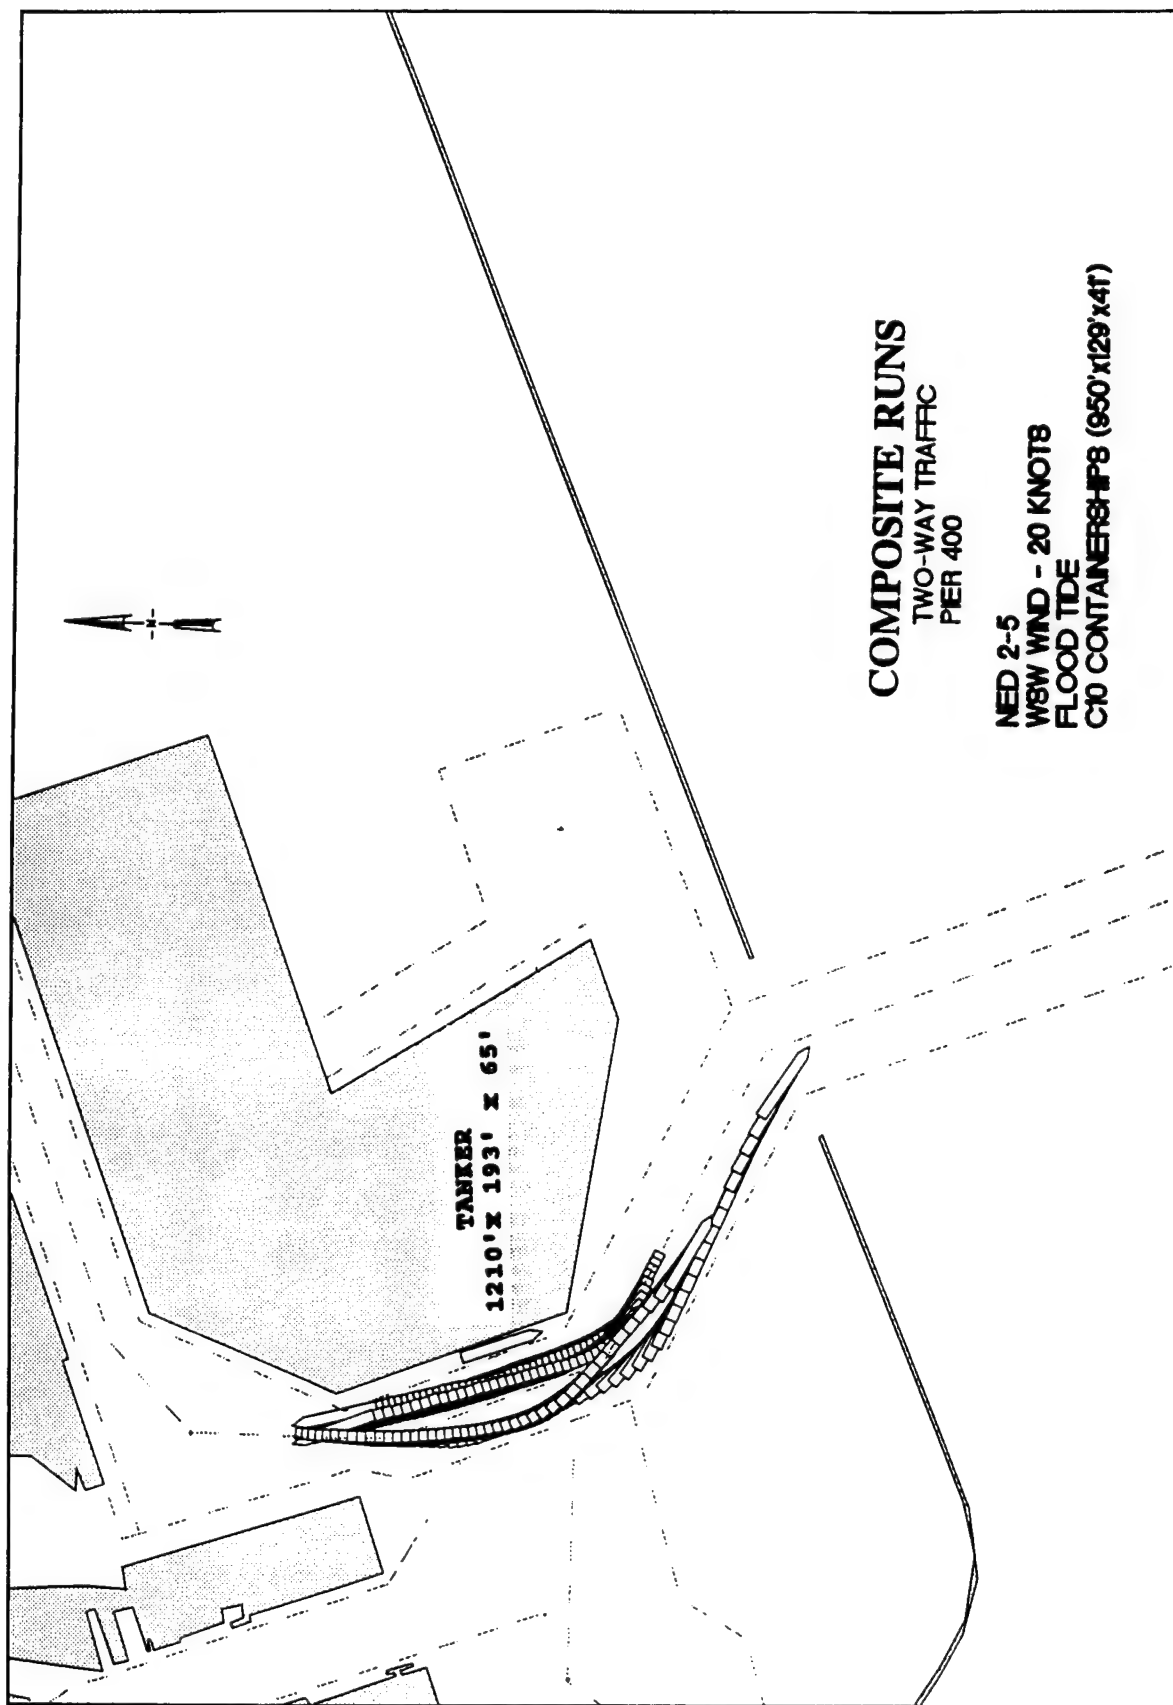 TANKER
1210'x 193' x 65'
COMPOSITE RUNS
TWO-WAY TRAFFIC
PIER 400
NED 2-5
WSW WIND - 20 KNOTS
FLOOD TIDE
C10 CONTAINERSHIPS (950'x129'x41')